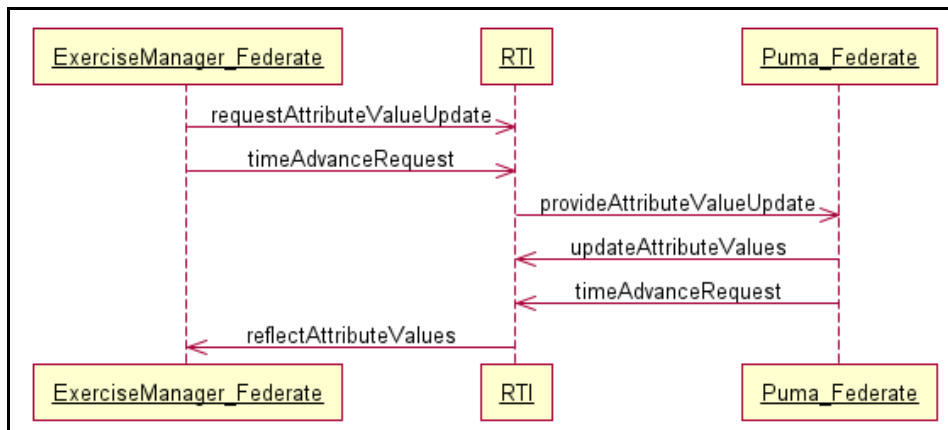 ExerciseManager_Federate RTI Puma_Federate
requestAttributeValueUpdate
timeAdvanceRequest
provideAttributeValueUpdate
updateAttributeValues
timeAdvanceRequest
reflectAttributeValues
ExerciseManager_Federate RTI Puma_Federate